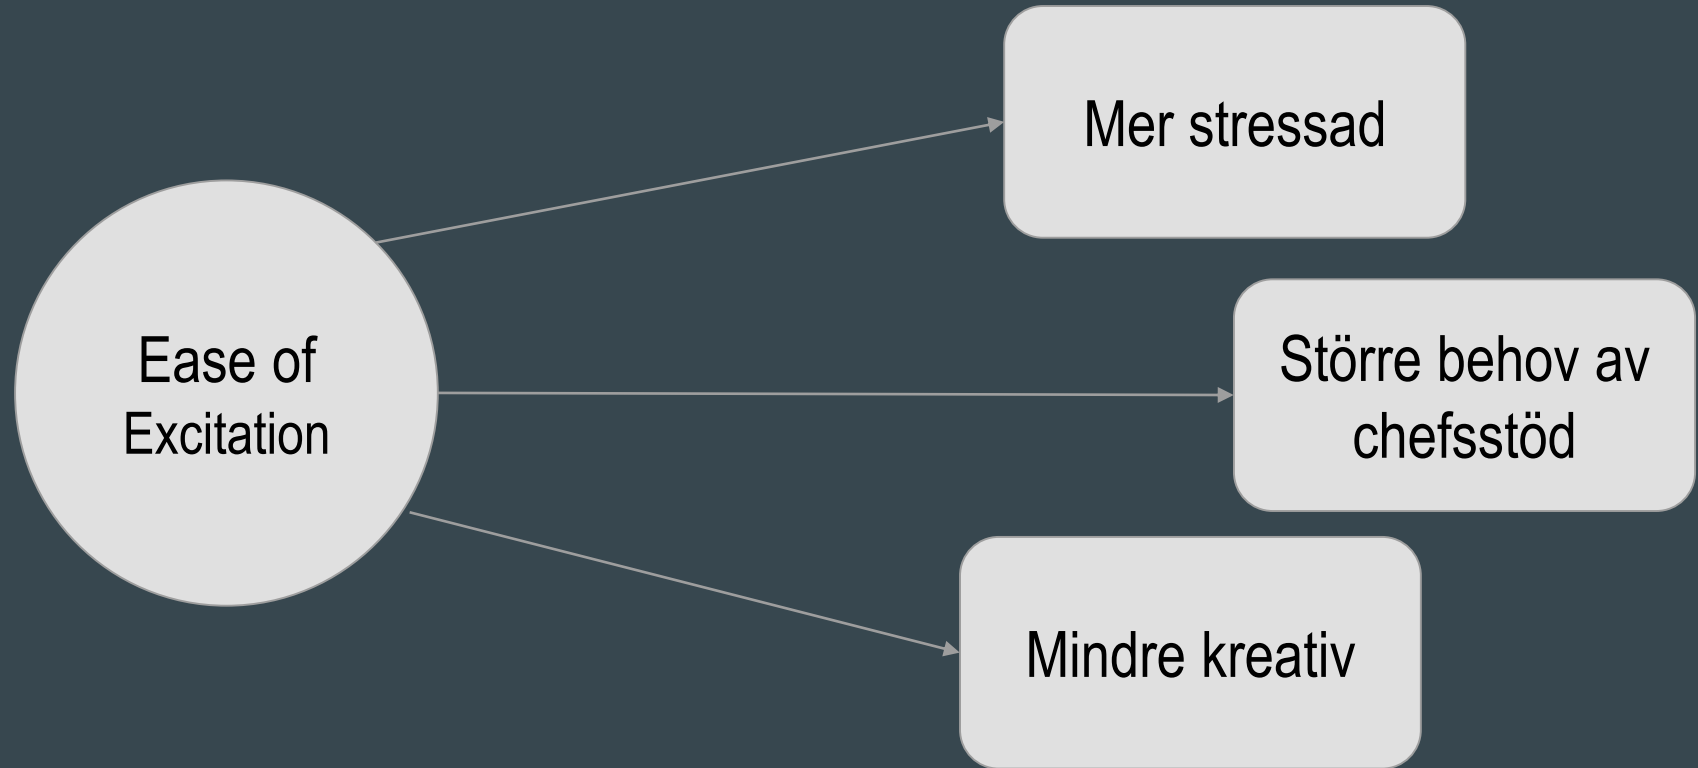 Mer stressad
Ease of
Excitation
Större behov av
chefsstöd
Mindre kreativ